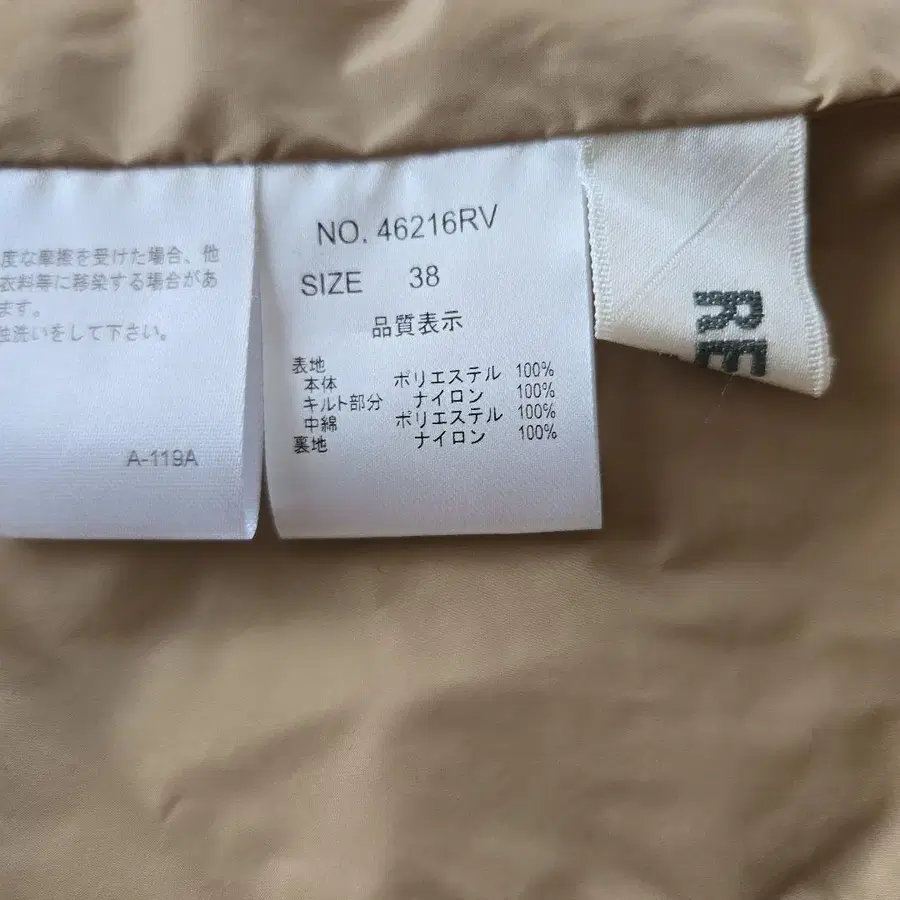 度な摩擦を受けた場合、他
衣料等に移染する場合があ
ます。
洗いをして下さい。
A-119A
NO. 46216RV
SIZE 38
品質表示
表地
本体 ポリエステル 100%
キルト部分 ナイロン 100%
中綿 ポリエステル 100%
裏地 ナイロン 100%
RE